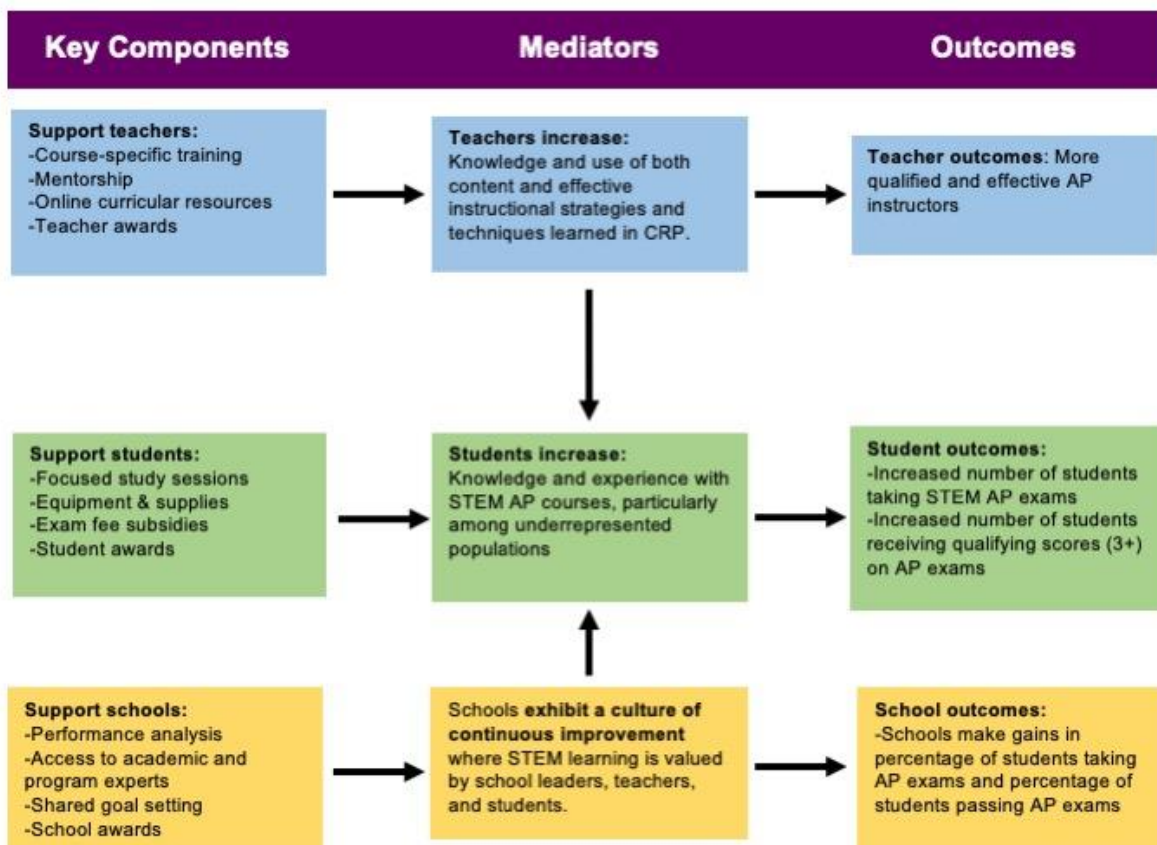 Key Components
Mediators
Outcomes
Support teachers:
-Course-specific training
-Mentorship
-Online curricular resources
-Teacher awards
Teachers increase:
Knowledge and use of both
content and effective
instructional strategies and
techniques learned in CRP.
Teacher outcomes: More
qualified and effective AP
instructors
Support students:
-Focused study sessions
-Equipment & supplies
-Exam fee subsidies
-Student awards
Students increase:
Knowledge and experience with
STEM AP courses, particularly
among underrepresented
populations
Student outcomes:
-Increased number of students
taking STEM AP exams
-Increased number of students
receiving qualifying scores (3+)
on AP exams
Support schools:
-Performance analysis
-Access to academic and
program experts
-Shared goal setting
-School awards
Schools exhibit a culture of
continuous improvement
where STEM learning is valued
by school leaders, teachers,
and students.
School outcomes:
-Schools make gains in
percentage of students taking
AP exams and percentage of
students passing AP exams